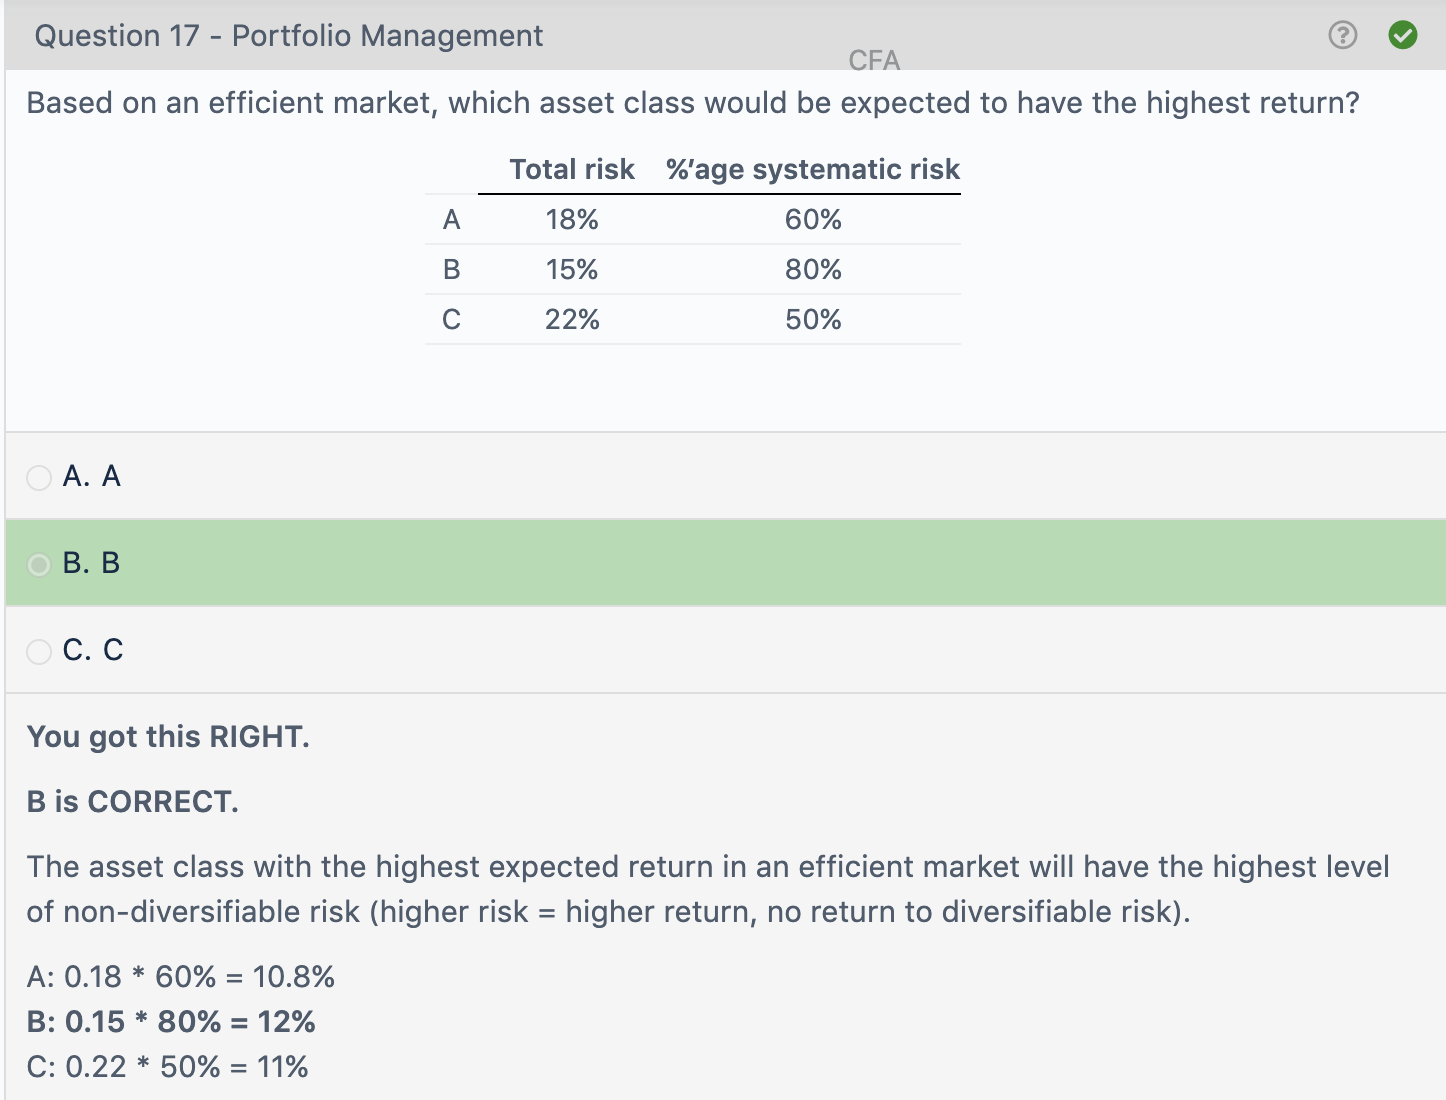 Question 17 - Portfolio Management
?
CFA
Based on an efficient market, which asset class would be expected to have the highest return?
Total risk %'age systematic risk
A 18% 60%
B 15% 80%
C 22% 50%
A. A
B. B
C. C
You got this RIGHT.
B is CORRECT.
The asset class with the highest expected return in an efficient market will have the highest level
of non-diversifiable risk (higher risk = higher return, no return to diversifiable risk).
A: 0.18 * 60% = 10.8%
B: 0.15 * 80% = 12%
C: 0.22 * 50% = 11%